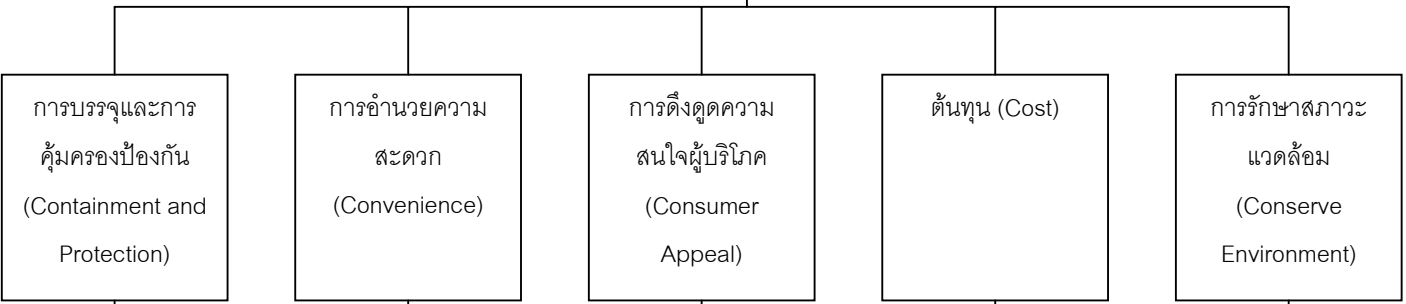 การบรรจุและการ
คุ้มครองป้องกัน
(Containment and
Protection)
การอำนวยความ
สะดวก
(Convenience)
การดึงดูดความ
สนใจผู้บริโภค
(Consumer
Appeal)
ต้นทุน (Cost)
การรักษาสภาวะ
แวดล้อม
(Conserve
Environment)